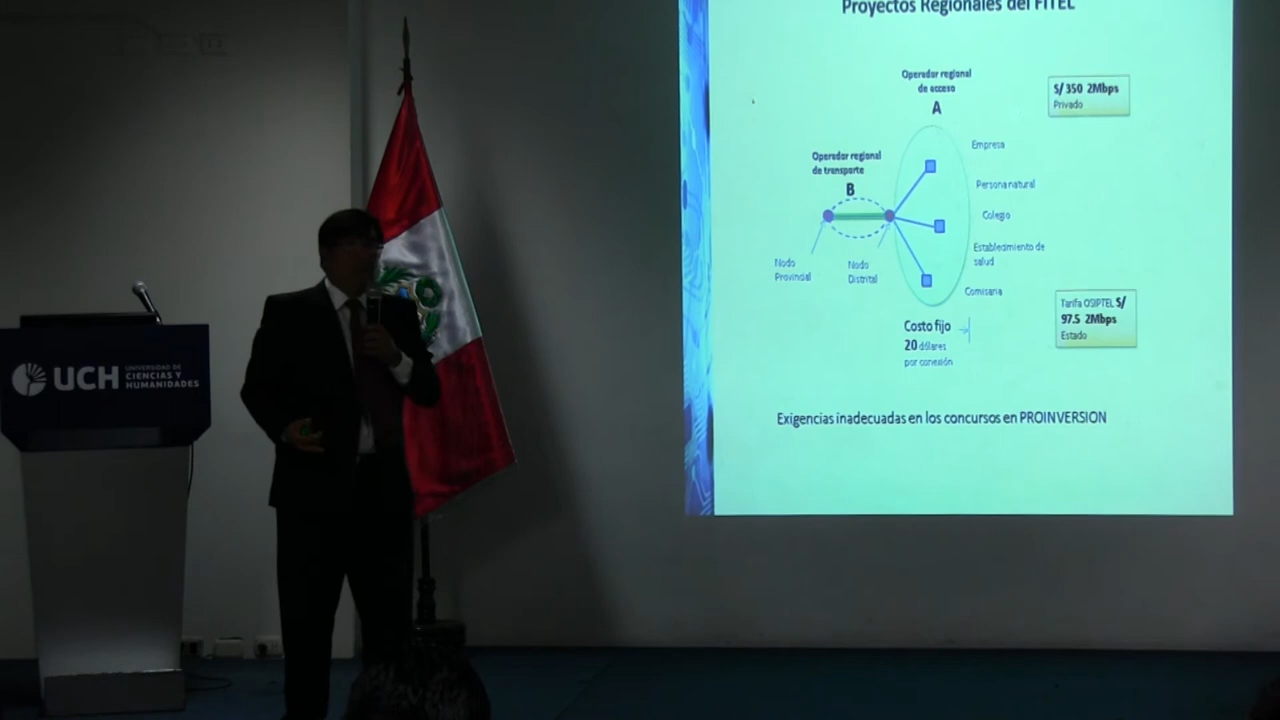 Proyectos Regionales del FITEL
Operador regional
de acceso
A
S/ 350 2Mbps
Privado
Empresa
Operador regional
de transporte
B
Persona natural
Colegio
Establecimiento de
salud
Nodo
Provincial
Nodo
Distrital
Comisaria
Tarifa OSIPTEL S/
97.5 2Mbps
Estado
Costo fijo
20 dólares
por conexión
Exigencias inadecuadas en los concursos en PROINVERSION
UCH
UNIVERSIDAD DE
CIENCIAS Y
HUMANIDADES